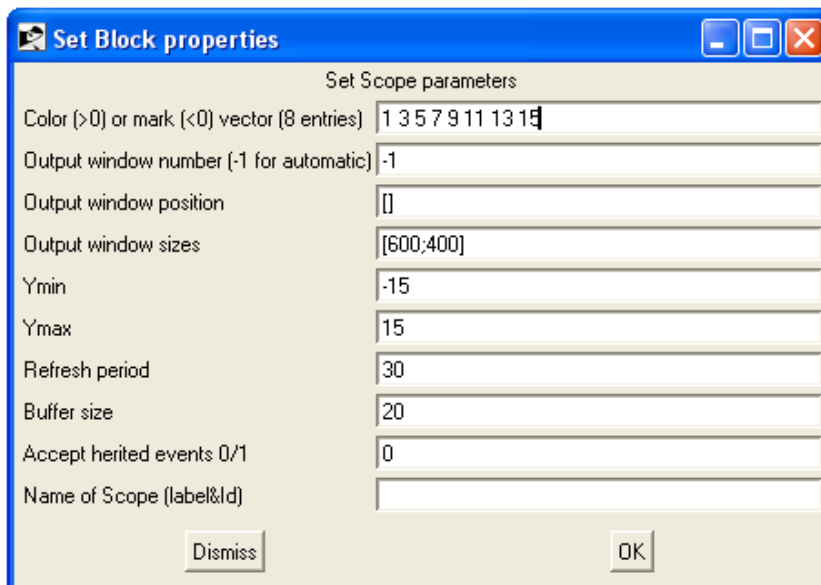 Set Block properties
Set Scope parameters
Color (>0) or mark (<0) vector (8 entries) 1 3 5 7 9 11 13 15
Output window number (-1 for automatic) -1
Output window position []
Output window sizes [600;400]
Ymin -15
Ymax 15
Refresh period 30
Buffer size 20
Accept herited events 0/1 0
Name of Scope (label&Id)
Dismiss OK